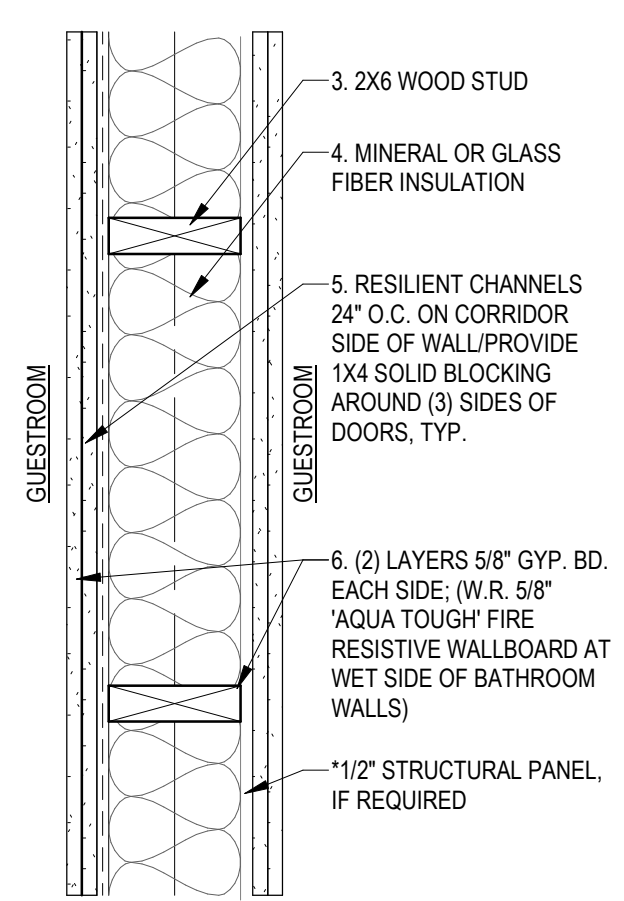 3. 2X6 WOOD STUD
4. MINERAL OR GLASS
FIBER INSULATION
5. RESILIENT CHANNELS
24" O.C. ON CORRIDOR
SIDE OF WALL/PROVIDE
1X4 SOLID BLOCKING
AROUND (3) SIDES OF
DOORS, TYP.
GUESTROOM
GUESTROOM
6. (2) LAYERS 5/8" GYP. BD.
EACH SIDE; (W.R. 5/8"
'AQUA TOUGH' FIRE
RESISTIVE WALLBOARD AT
WET SIDE OF BATHROOM
WALLS)
*1/2" STRUCTURAL PANEL,
IF REQUIRED